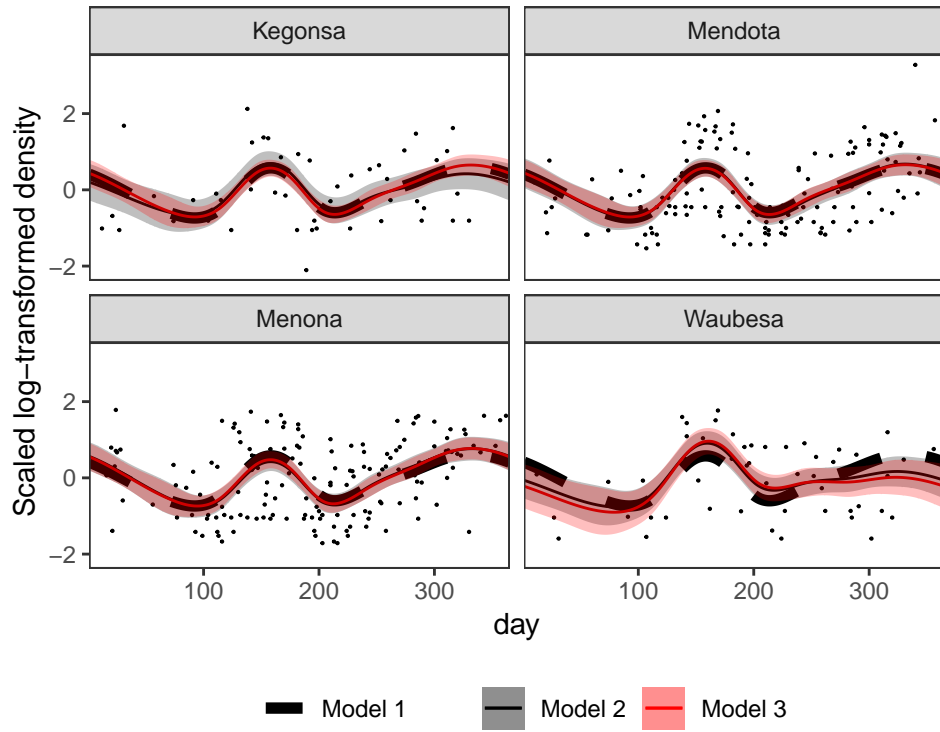 Kegonsa
Mendota
2
0
−2
Menona
Waubesa
2
0
−2
100
200
300
100
200
300
Scaled log−transformed density
day
Model 1
Model 2
Model 3